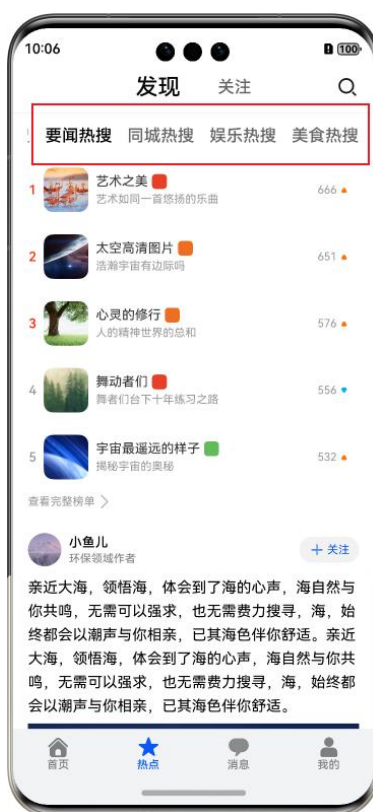 10:06
100
发现 关注
要闻热搜 同城热搜 娱乐热搜 美食热搜
1 艺术之美 666
艺术如同一首悠扬的乐曲
2 太空高清图片 651
浩瀚宇宙有边际吗
3 心灵的修行 576
人的精神世界的总和
4 舞动者们 556
舞者们台下十年练习之路
5 宇宙最遥远的样子 532
揭秘宇宙的奥秘
查看完整榜单 〉
小鱼儿
环保领域作者
＋关注
亲近大海，领悟海，体会到了海的心声，海自然与
你共鸣，无需可以强求，也无需费力搜寻，海，始
终都会以潮声与你相亲，已其海色伴你舒适。亲近
大海，领悟海，体会到了海的心声，海自然与你共
鸣，无需可以强求，也无需费力搜寻，海，始终都
会以潮声与你相亲，已其海色伴你舒适。
首页 热点 消息 我的